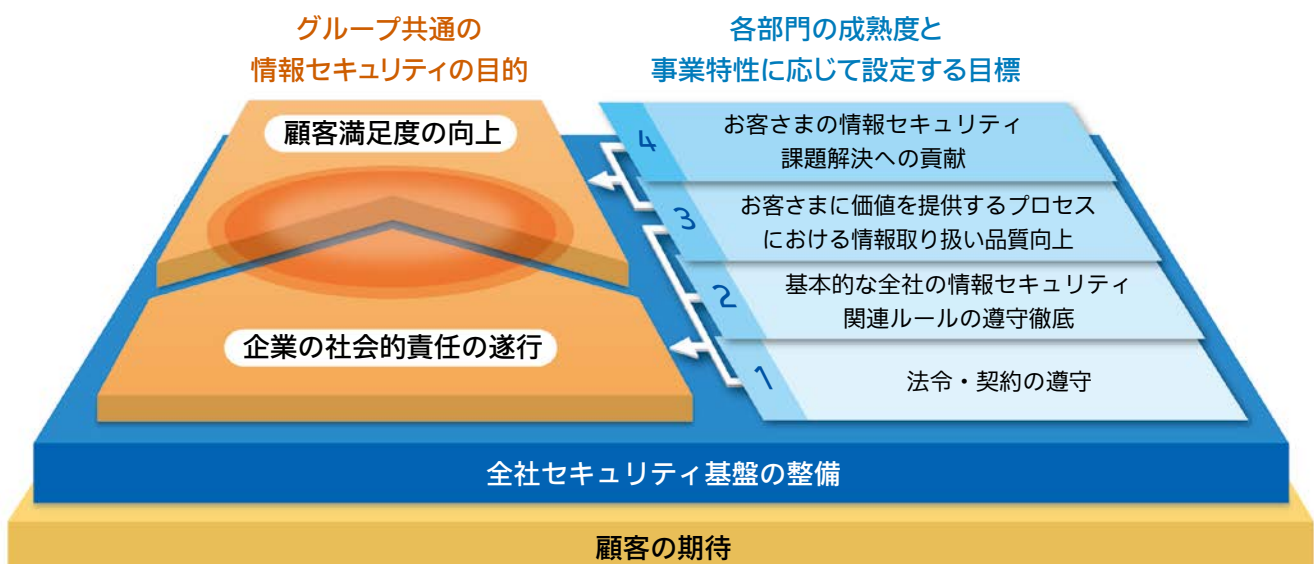 グループ共通の
情報セキュリティの目的
各部門の成熟度と
事業特性に応じて設定する目標
顧客満足度の向上
企業の社会的責任の遂行
4
お客さまの情報セキュリティ
課題解決への貢献
3
お客さまに価値を提供するプロセス
における情報取り扱い品質向上
2
基本的な全社の情報セキュリティ
関連ルールの遵守徹底
1
法令・契約の遵守
全社セキュリティ基盤の整備
顧客の期待